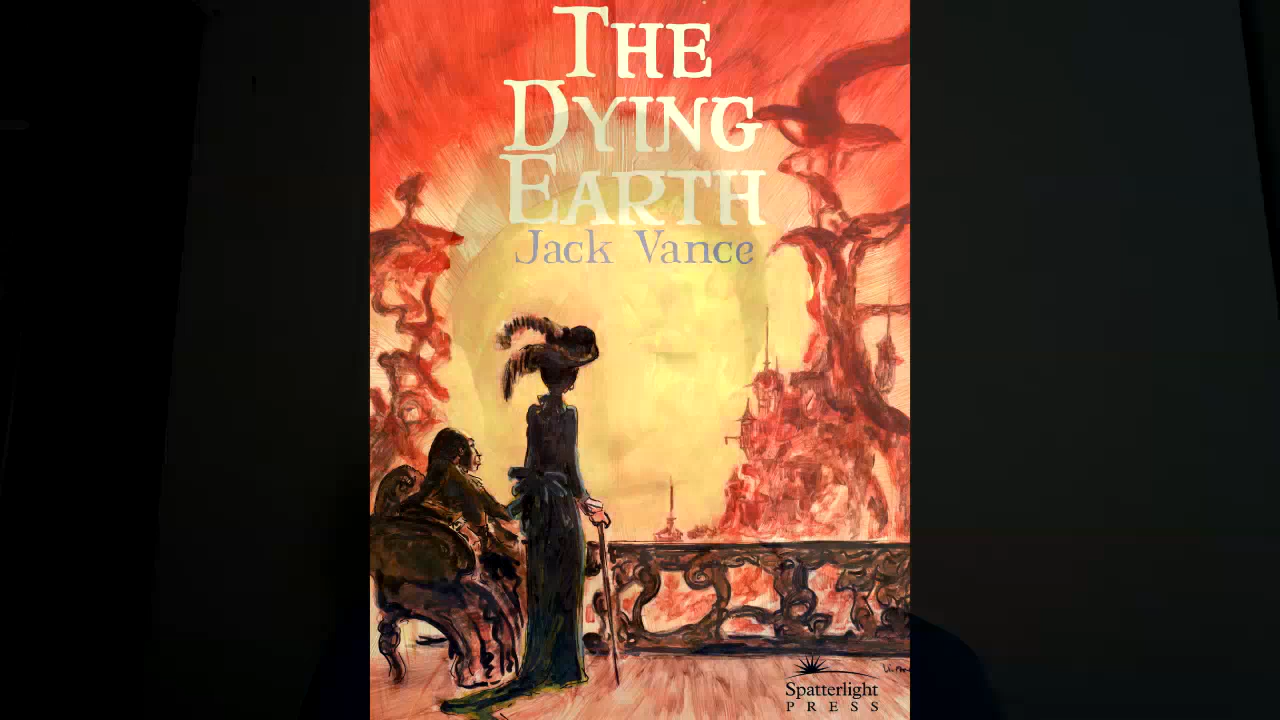 THE
DYING
EARTH
Jack Vance
Spatterlight
PRESS